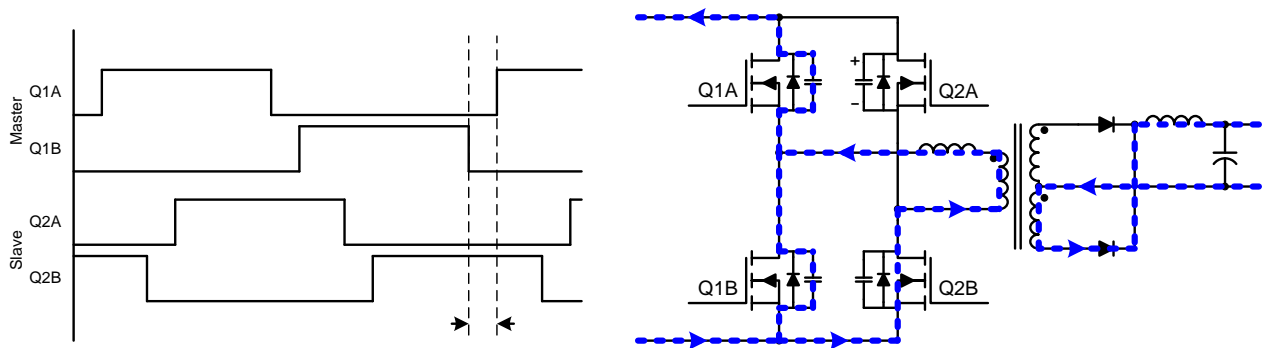 Master
Q1A
Q1B
Slave
Q2A
Q2B
Q1A
+
−
Q2A
Q1B
Q2B